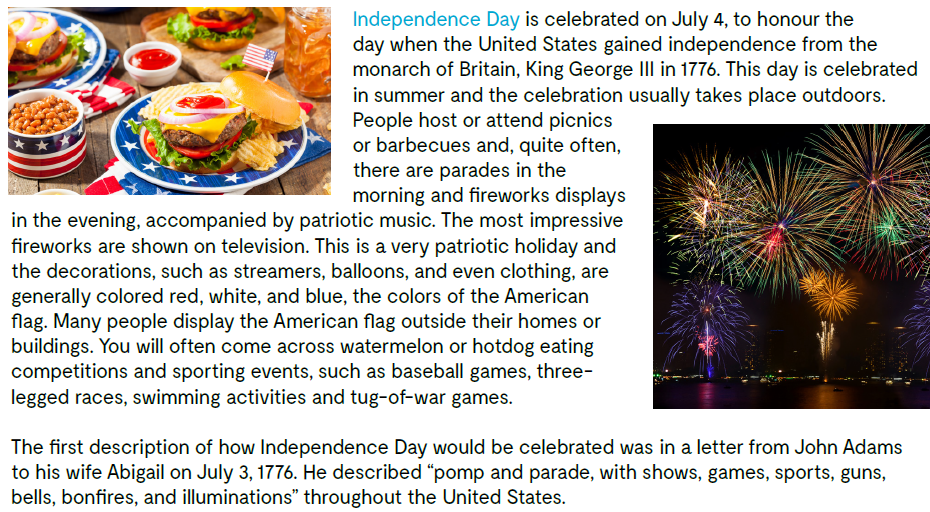 Independence Day is celebrated on July 4, to honour the
day when the United States gained independence from the
monarch of Britain, King George III in 1776. This day is celebrated
in summer and the celebration usually takes place outdoors.
People host or attend picnics
or barbecues and, quite often,
there are parades in the
morning and fireworks displays
in the evening, accompanied by patriotic music. The most impressive
fireworks are shown on television. This is a very patriotic holiday and
the decorations, such as streamers, balloons, and even clothing, are
generally colored red, white, and blue, the colors of the American
flag. Many people display the American flag outside their homes or
buildings. You will often come across watermelon or hotdog eating
competitions and sporting events, such as baseball games, three-
legged races, swimming activities and tug-of-war games.
The first description of how Independence Day would be celebrated was in a letter from John Adams
to his wife Abigail on July 3, 1776. He described “pomp and parade, with shows, games, sports, guns,
bells, bonfires, and illuminations” throughout the United States.